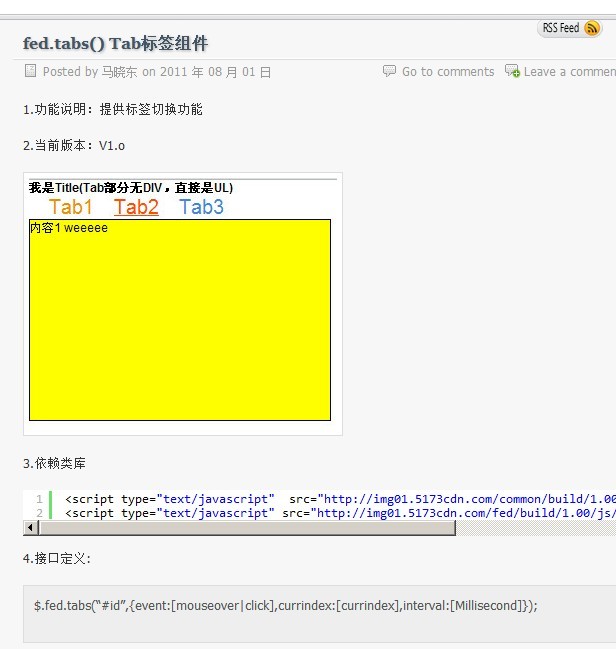 RSS Feed
fed.tabs() Tab标签组件
Posted by 马晓东 on 2011 年 08 月 01 日 Go to comments Leave a commen
1.功能说明：提供标签切换功能
2.当前版本：V1.o
我是Title(Tab部分无DIV，直接是UL)
Tab1 Tab2 Tab3
内容1 weeeee
3.依赖类库
1 <script type="text/javascript"  src="http://img01.5173cdn.com/common/build/1.00
2 <script type="text/javascript" src="http://img01.5173cdn.com/fed/build/1.00/js/
4.接口定义:
$.fed.tabs(“#id”,{event:[mouseover|click],currindex:[currindex],interval:[Millisecond]});